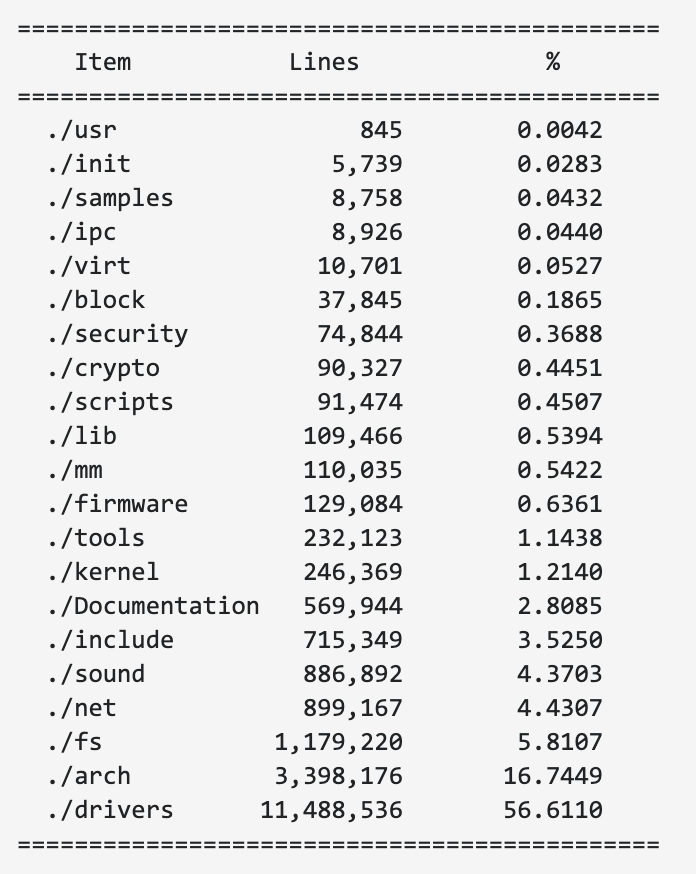 =============================================
Item Lines %
=============================================
./usr 845 0.0042
./init 5,739 0.0283
./samples 8,758 0.0432
./ipc 8,926 0.0440
./virt 10,701 0.0527
./block 37,845 0.1865
./security 74,844 0.3688
./crypto 90,327 0.4451
./scripts 91,474 0.4507
./lib 109,466 0.5394
./mm 110,035 0.5422
./firmware 129,084 0.6361
./tools 232,123 1.1438
./kernel 246,369 1.2140
./Documentation 569,944 2.8085
./include 715,349 3.5250
./sound 886,892 4.3703
./net 899,167 4.4307
./fs 1,179,220 5.8107
./arch 3,398,176 16.7449
./drivers 11,488,536 56.6110
=============================================